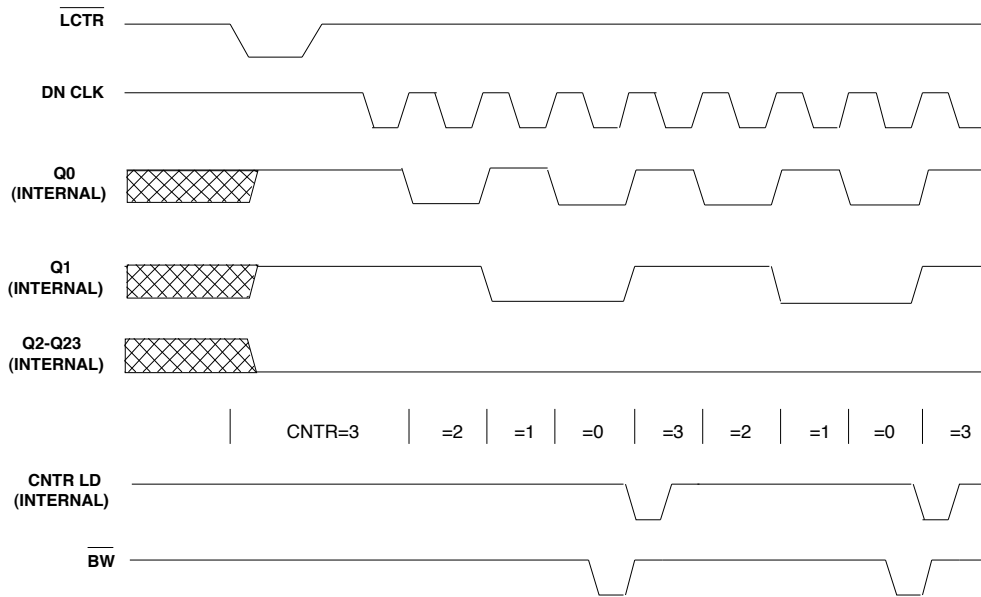 LCTR
DN CLK
Q0
(INTERNAL)
Q1
(INTERNAL)
Q2-Q23
(INTERNAL)
CNTR=3 =2 =1 =0 =3 =2 =1 =0 =3
CNTR LD
(INTERNAL)
BW